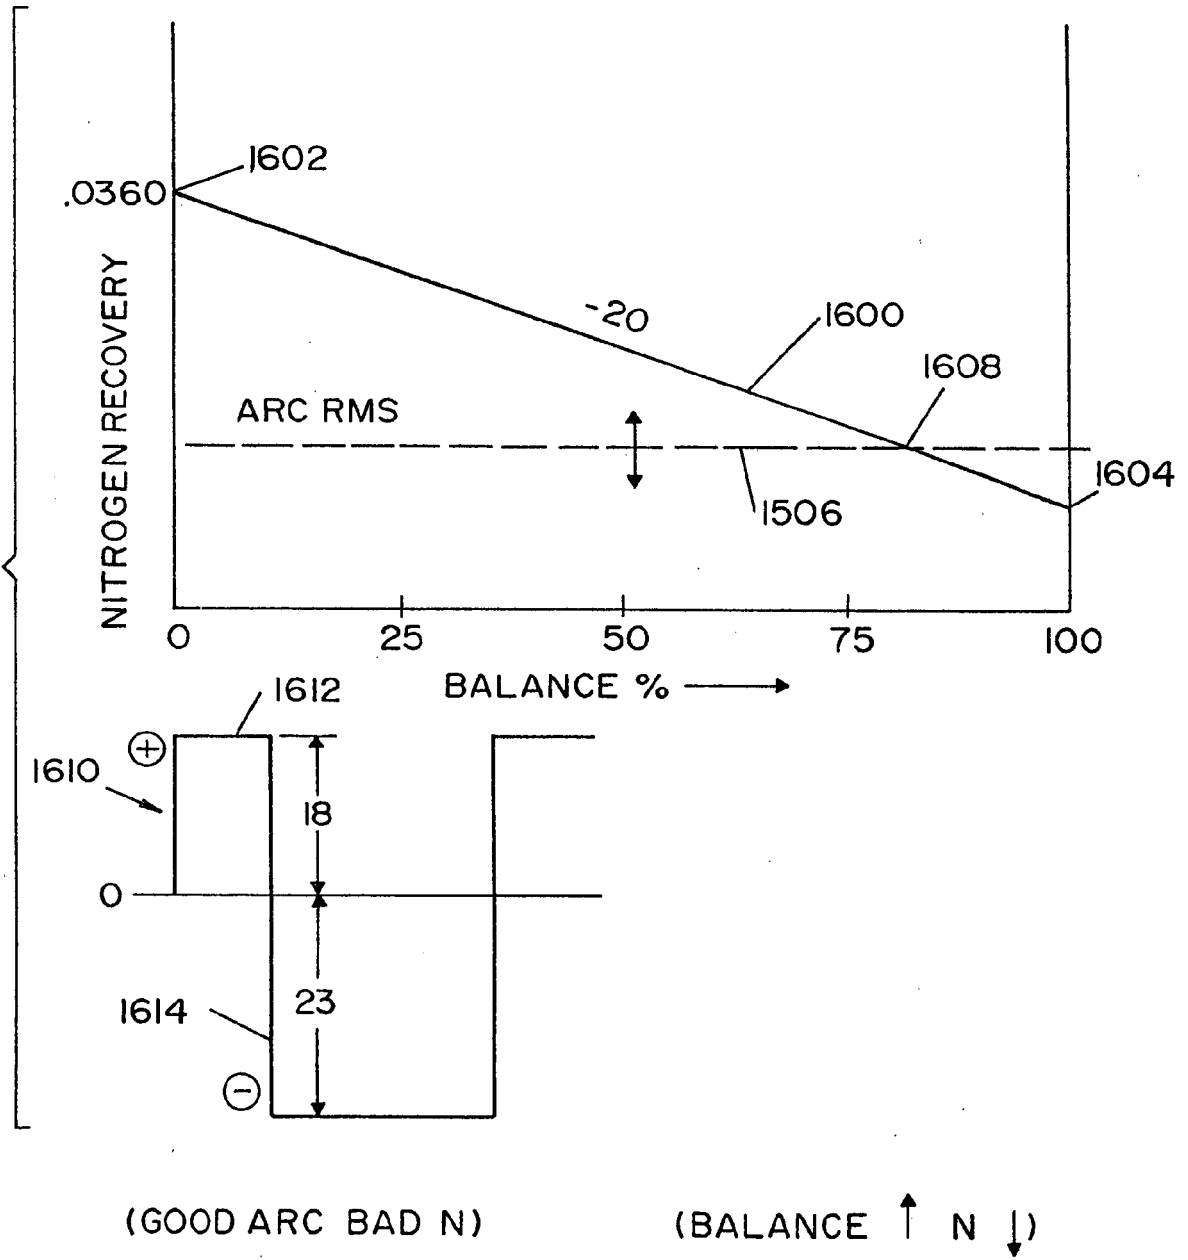 1602
.0360
NITROGEN RECOVERY
-20
1600
1608
ARC RMS
1604
1506
0 25 50 75 100
BALANCE %
1612
+
1610
18
0
23
1614
-
(GOOD ARC BAD N)
(BALANCE ↑ N ↓)